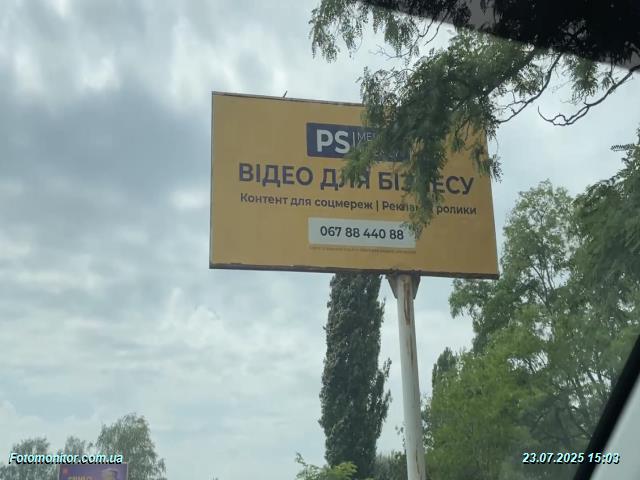 PS
ВІДЕО ДЛЯ БІЗНЕСУ
Контент для соцмереж | Рекламні ролики
067 88 440 88
Fotomonitor.com.ua
23.07.2025 15:03